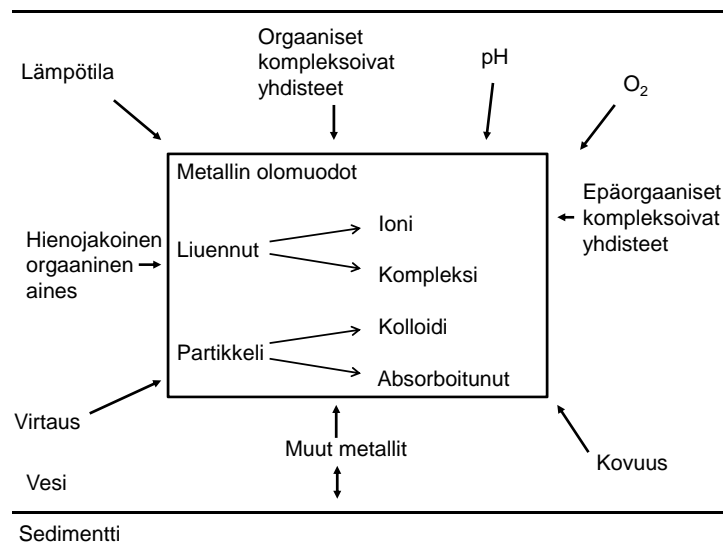 Lämpötila
Orgaaniset
kompleksoivat
yhdisteet
pH
O₂
Metallin olomuodot
Epäorgaaniset
kompleksoivat
yhdisteet
Hienojakoinen
orgaaninen
aines
Liuennut
Ioni
Kompleksi
Partikkeli
Kolloidi
Absorboitunut
Virtaus
Muut metallit
Kovuus
Vesi
Sedimentti